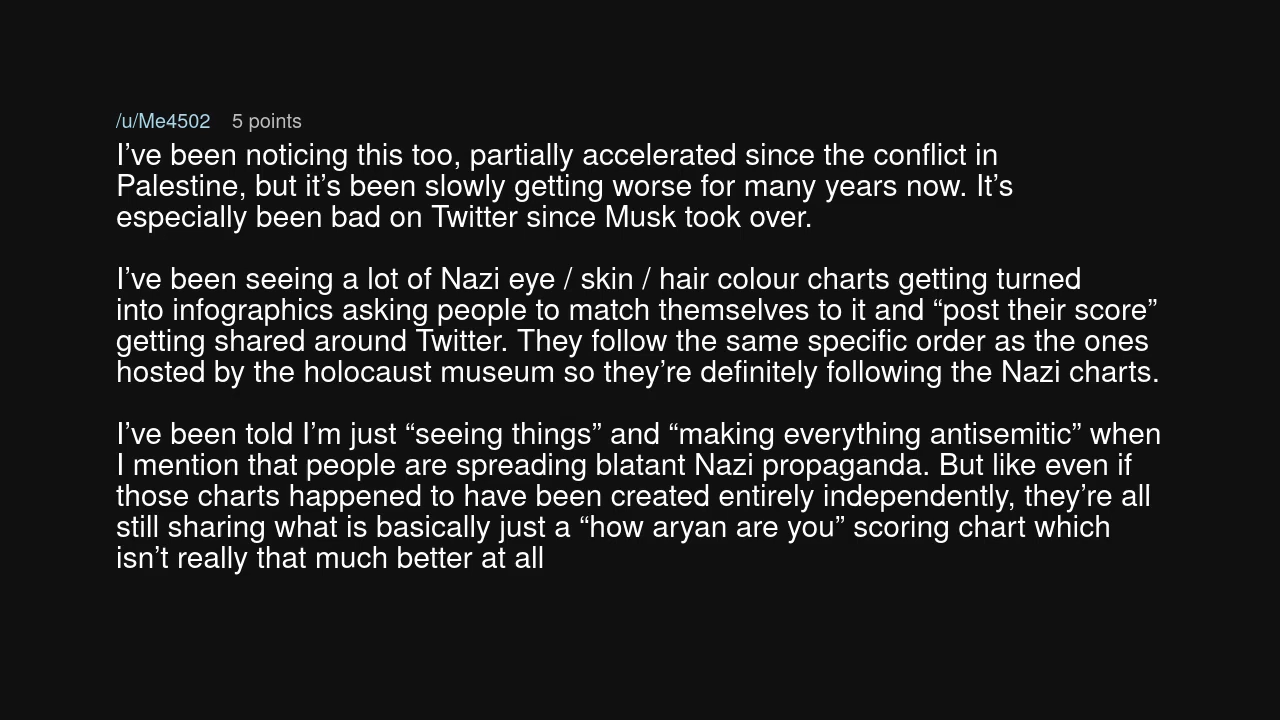 /u/Me4502 5 points
I’ve been noticing this too, partially accelerated since the conflict in
Palestine, but it’s been slowly getting worse for many years now. It’s
especially been bad on Twitter since Musk took over.
I’ve been seeing a lot of Nazi eye / skin / hair colour charts getting turned
into infographics asking people to match themselves to it and “post their score”
getting shared around Twitter. They follow the same specific order as the ones
hosted by the holocaust museum so they’re definitely following the Nazi charts.
I’ve been told I’m just “seeing things” and “making everything antisemitic” when
I mention that people are spreading blatant Nazi propaganda. But like even if
those charts happened to have been created entirely independently, they’re all
still sharing what is basically just a “how aryan are you” scoring chart which
isn’t really that much better at all